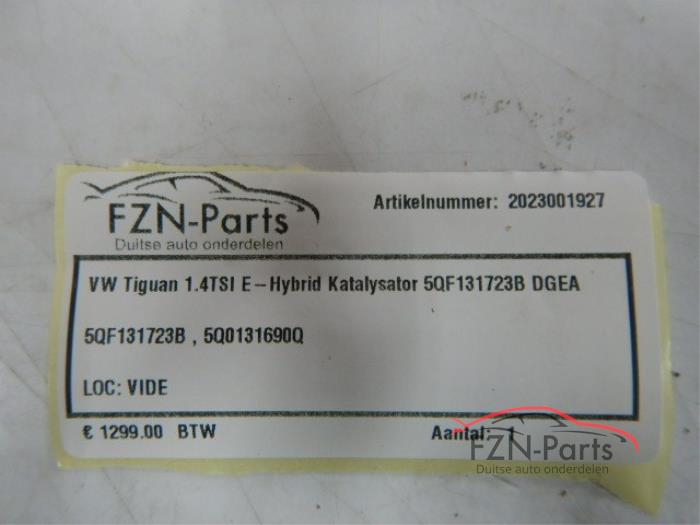 FZN-Parts
Duitse auto onderdelen
Artikelnummer: 2023001927
VW Tiguan 1.4TSI E-Hybrid Katalysator 5QF131723B DGEA
5QF131723B , 5Q0131690Q
LOC: VIDE
€ 1299.00 BTW
Aantal: 1
FZN-Parts
Duitse auto onderdelen